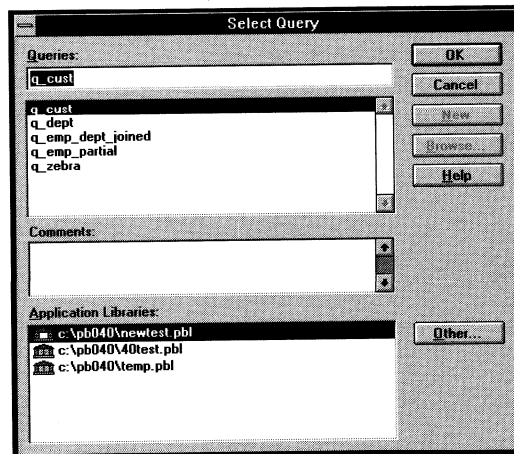 Select Query
Queries:
q_cust
q_cust
q_dept
q_emp_dept_joined
q_emp_partial
q_zebra
Comments:
Application Libraries:
c:\pb040\newtest.pbl
c:\pb040\40test.pbl
c:\pb040\temp.pbl
OK
Cancel
New
Browse...
Help
Other...